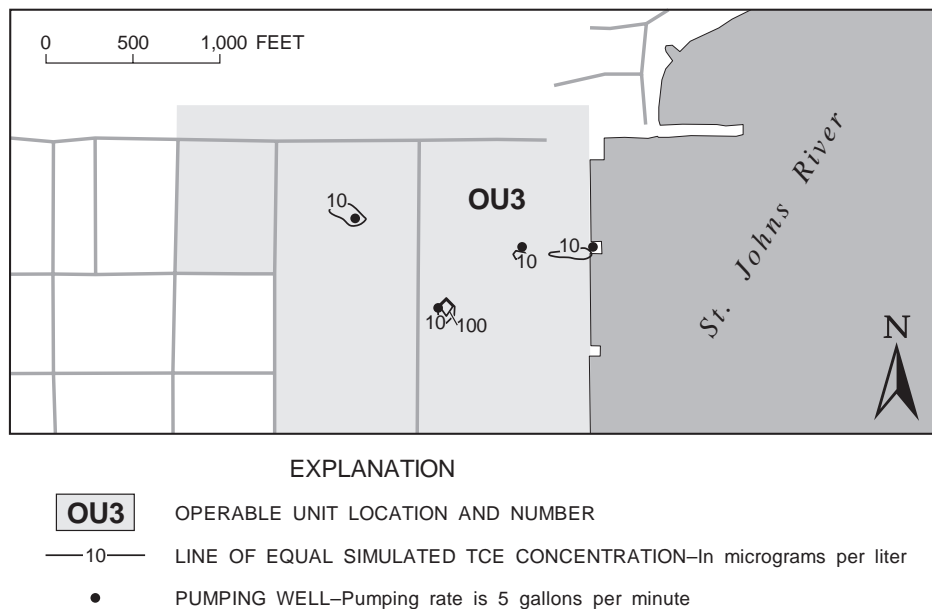 0 500 1,000 FEET
10
OU3
10
10
10
100
St. Johns River
N
EXPLANATION
OU3 OPERABLE UNIT LOCATION AND NUMBER
10 LINE OF EQUAL SIMULATED TCE CONCENTRATION–In micrograms per liter
PUMPING WELL–Pumping rate is 5 gallons per minute